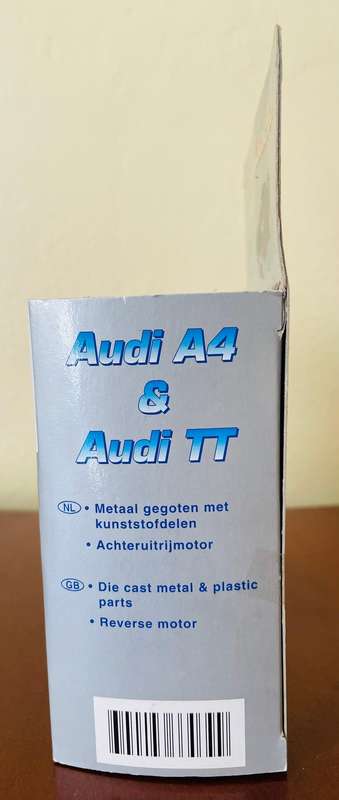 Audi A4
&
Audi TT
NL • Metaal gegoten met
kunststofdelen
• Achteruitrijmotor
GB • Die cast metal & plastic
parts
• Reverse motor